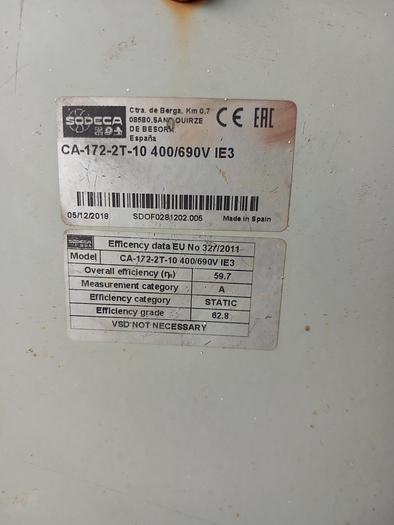 SODECA
Ctra. de Berga, Km 0,7
08580,SANT QUIRZE
DE BESORA
España
CE EAC
CA-172-2T-10 400/690V IE3
05/12/2018 SDOF0281202.005 Made in Spain
SODECA
Efficency data EU No 327/2011
Model CA-172-2T-10 400/690V IE3
Overall efficiency (ηₑ) 59.7
Measurement category A
Efficiency category STATIC
Efficiency grade 62.8
VSD NOT NECESSARY